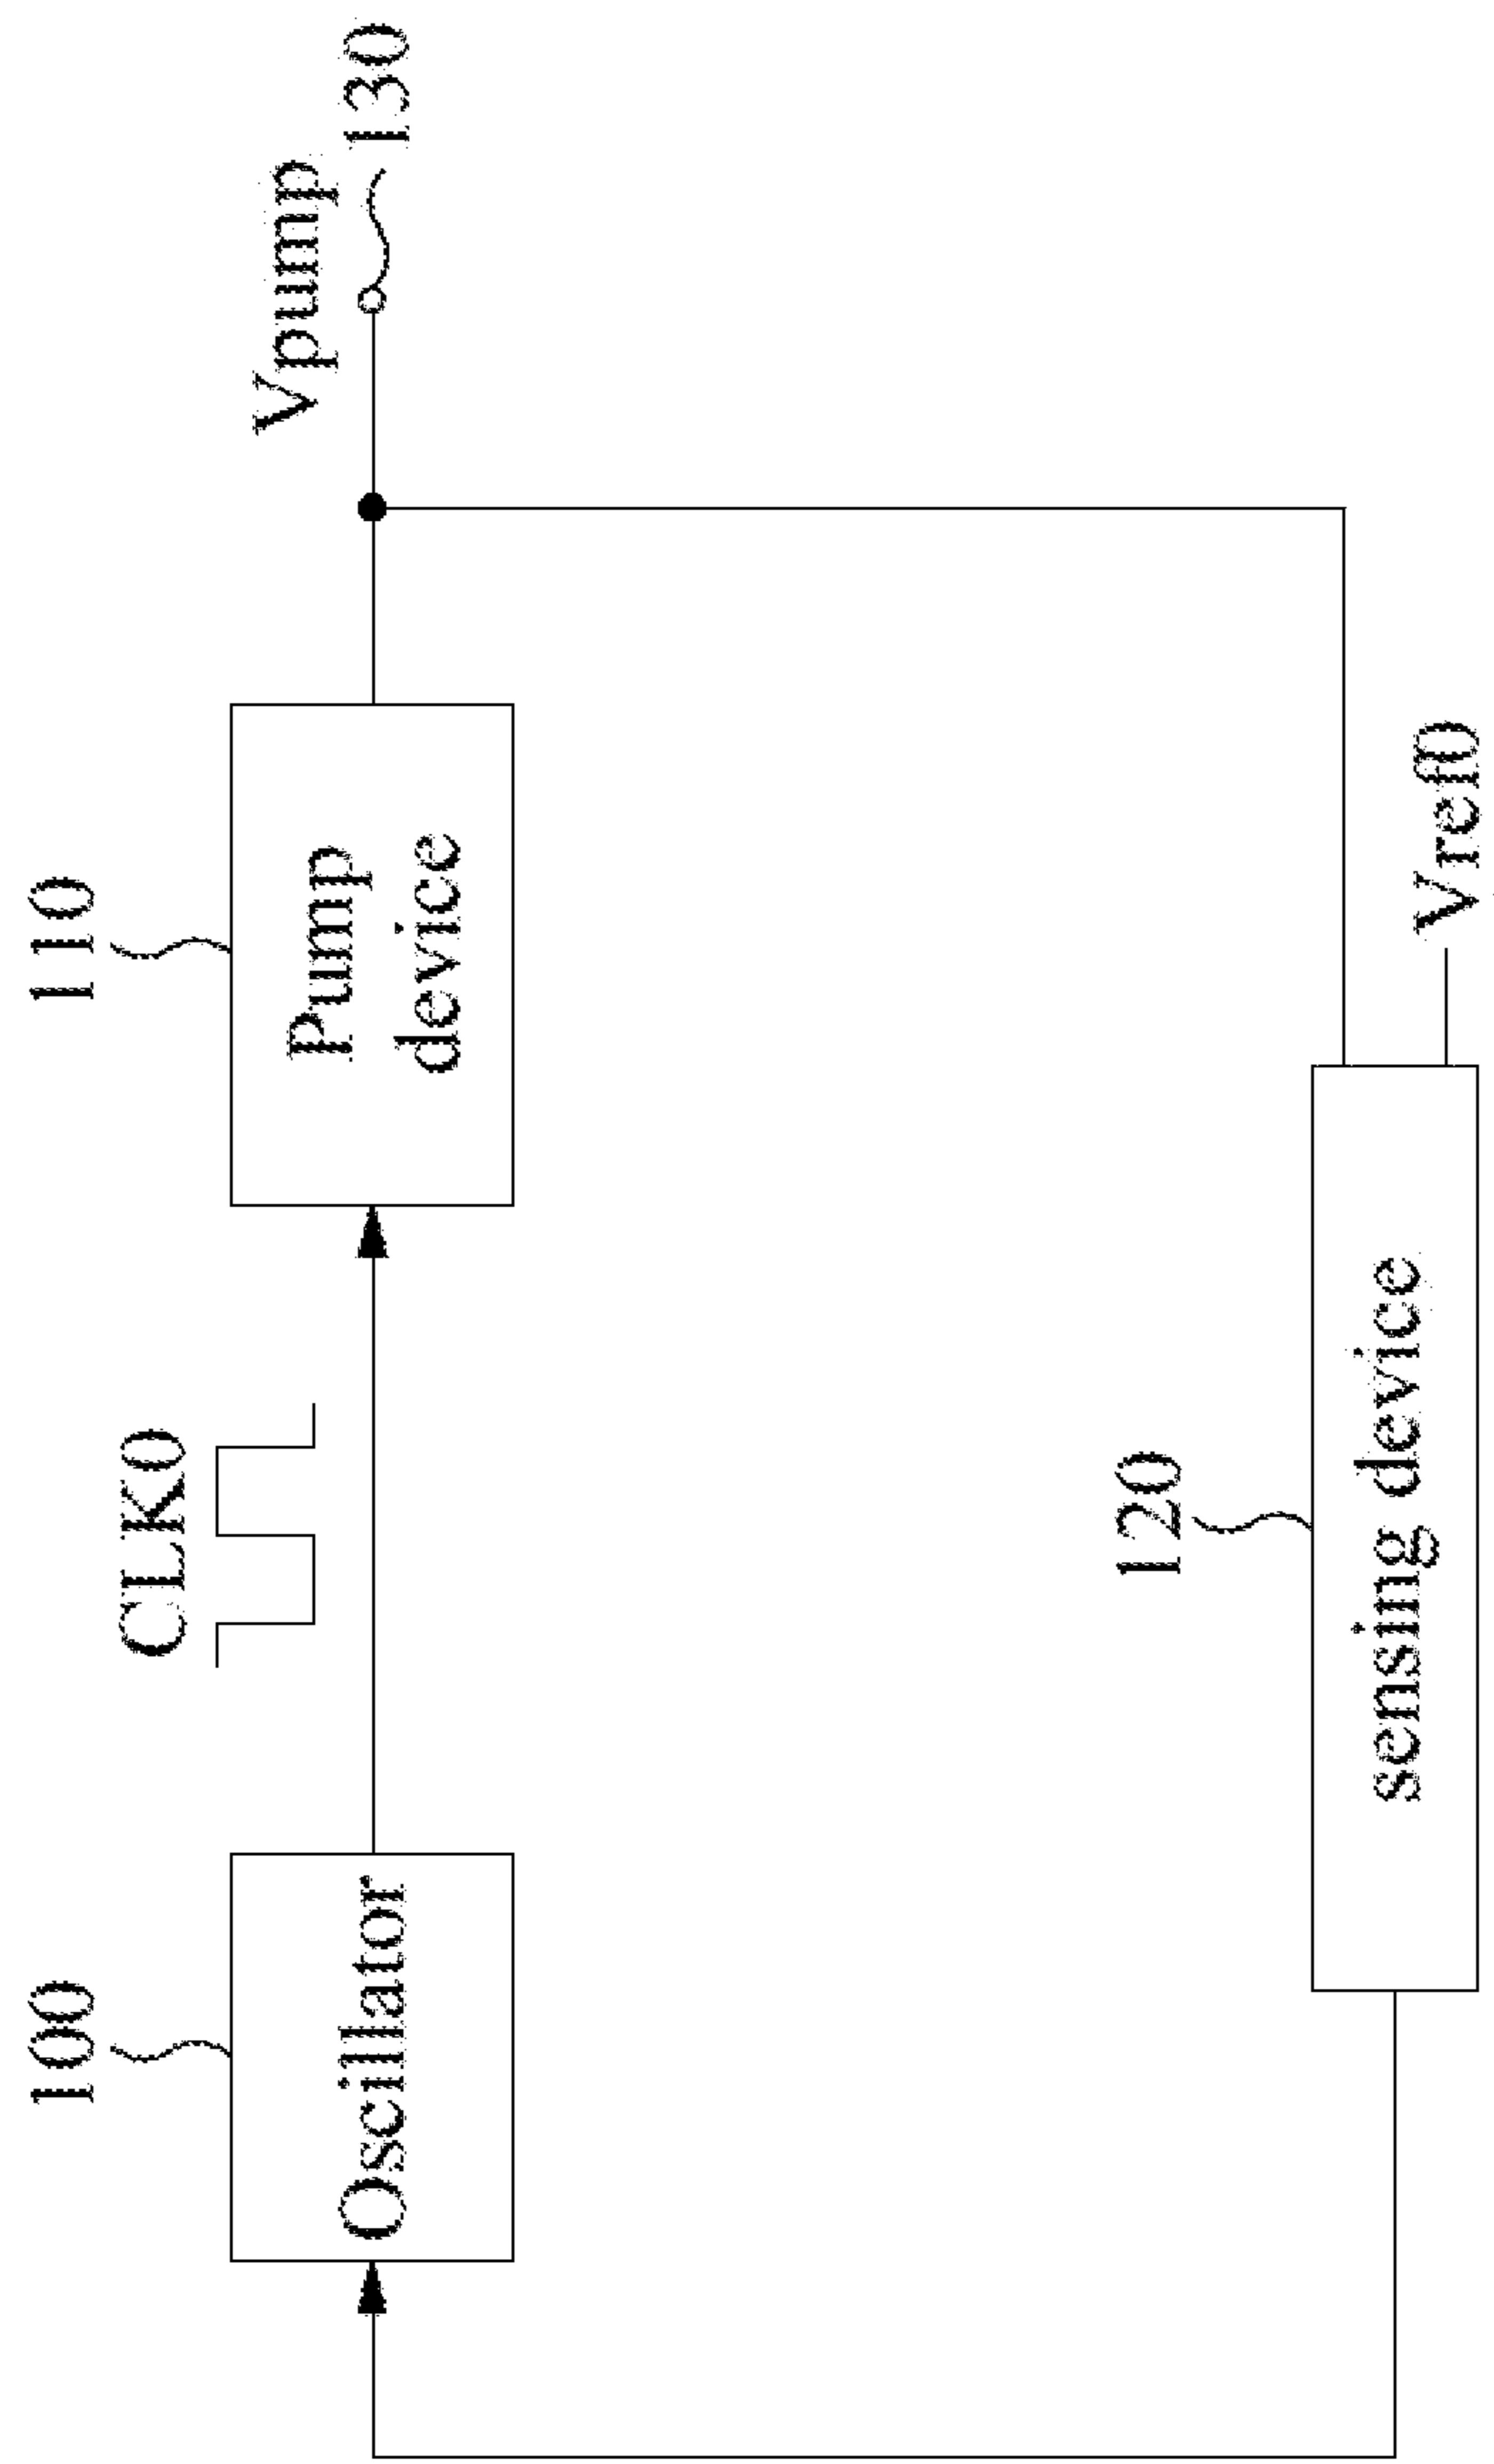 100
Oscillator
CLK0
110
Pump
device
Vpump
130
120
sensing device
Vref0